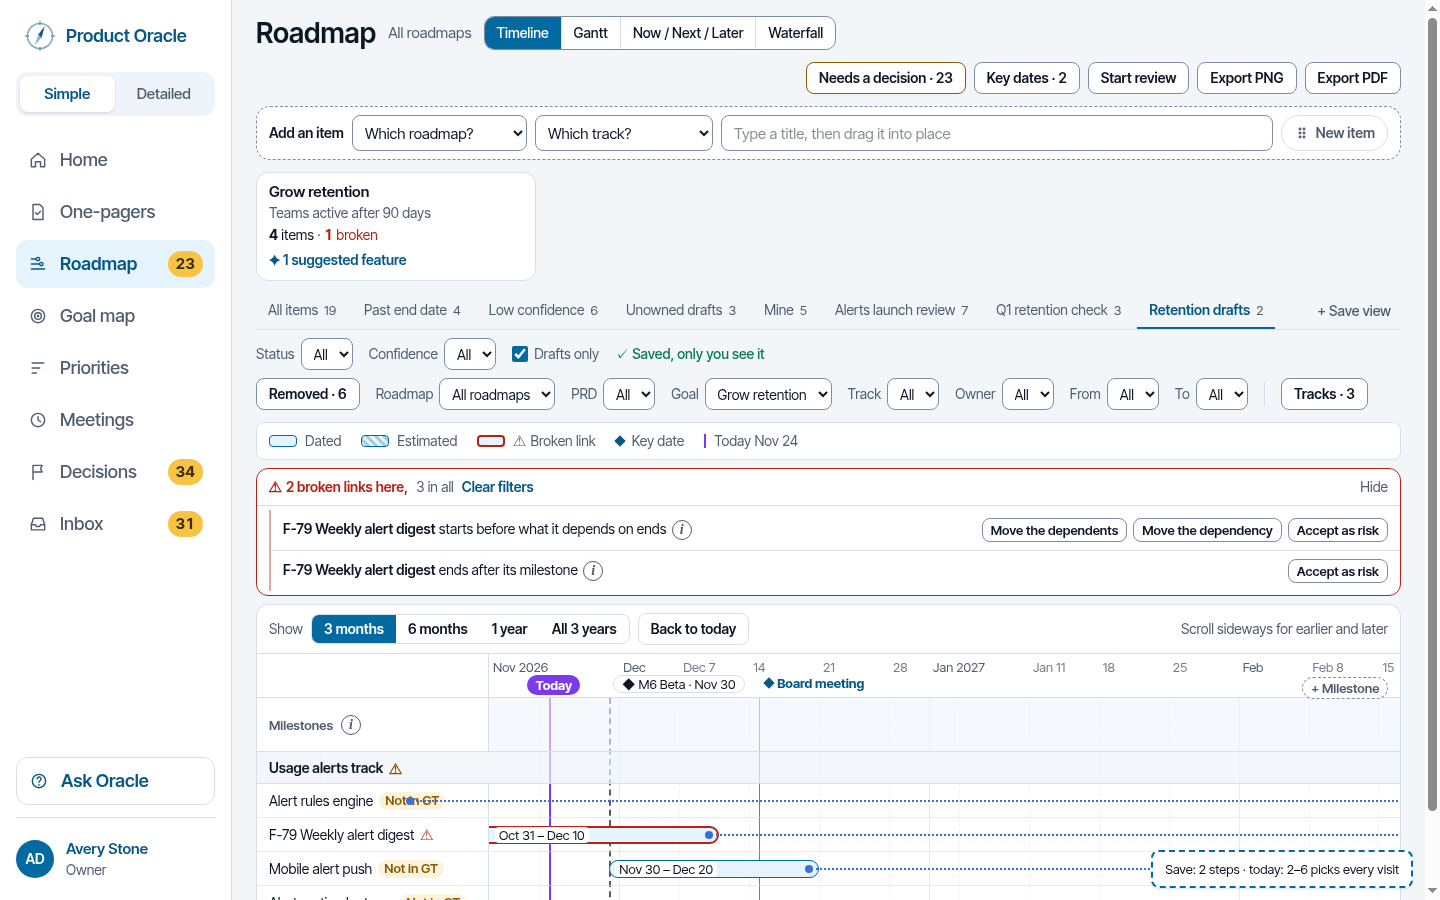 Product Oracle
Simple Detailed
Home
One-pagers
Roadmap 23
Goal map
Priorities
Meetings
Decisions 34
Inbox 31
Ask Oracle
AD Avery Stone
Owner
Roadmap All roadmaps Timeline Gantt Now / Next / Later Waterfall
Needs a decision · 23 Key dates · 2 Start review Export PNG Export PDF
Add an item Which roadmap? Which track? Type a title, then drag it into place New item
Grow retention
Teams active after 90 days
4 items · 1 broken
1 suggested feature
All items 19 Past end date 4 Low confidence 6 Unowned drafts 3 Mine 5 Alerts launch review 7 Q1 retention check 3 Retention drafts 2 + Save view
Status All Confidence All Drafts only ✓ Saved, only you see it
Removed · 6 Roadmap All roadmaps PRD All Goal Grow retention Track All Owner All From All To All Tracks · 3
Dated Estimated ⚠ Broken link Key date Today Nov 24
⚠ 2 broken links here, 3 in all Clear filters Hide
F-79 Weekly alert digest starts before what it depends on ends i Move the dependents Move the dependency Accept as risk
F-79 Weekly alert digest ends after its milestone i Accept as risk
Show 3 months 6 months 1 year All 3 years Back to today Scroll sideways for earlier and later
Nov 2026 Dec Dec 7 14 21 28 Jan 2027 Jan 11 18 25 Feb Feb 8 15
Today M6 Beta · Nov 30 Board meeting + Milestone
Milestones i
Usage alerts track ⚠
Alert rules engine Not in GT
F-79 Weekly alert digest ⚠ Oct 31 – Dec 10
Mobile alert push Not in GT Nov 30 – Dec 20
Save: 2 steps · today: 2–6 picks every visit